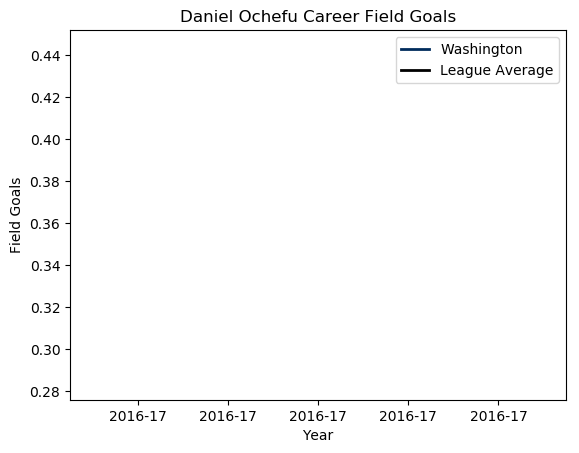 Daniel Ochefu Career Field Goals
Washington
League Average
0.44
0.42
0.40
0.38
0.36
0.34
0.32
0.30
0.28
Field Goals
2016-17 2016-17 2016-17 2016-17 2016-17
Year